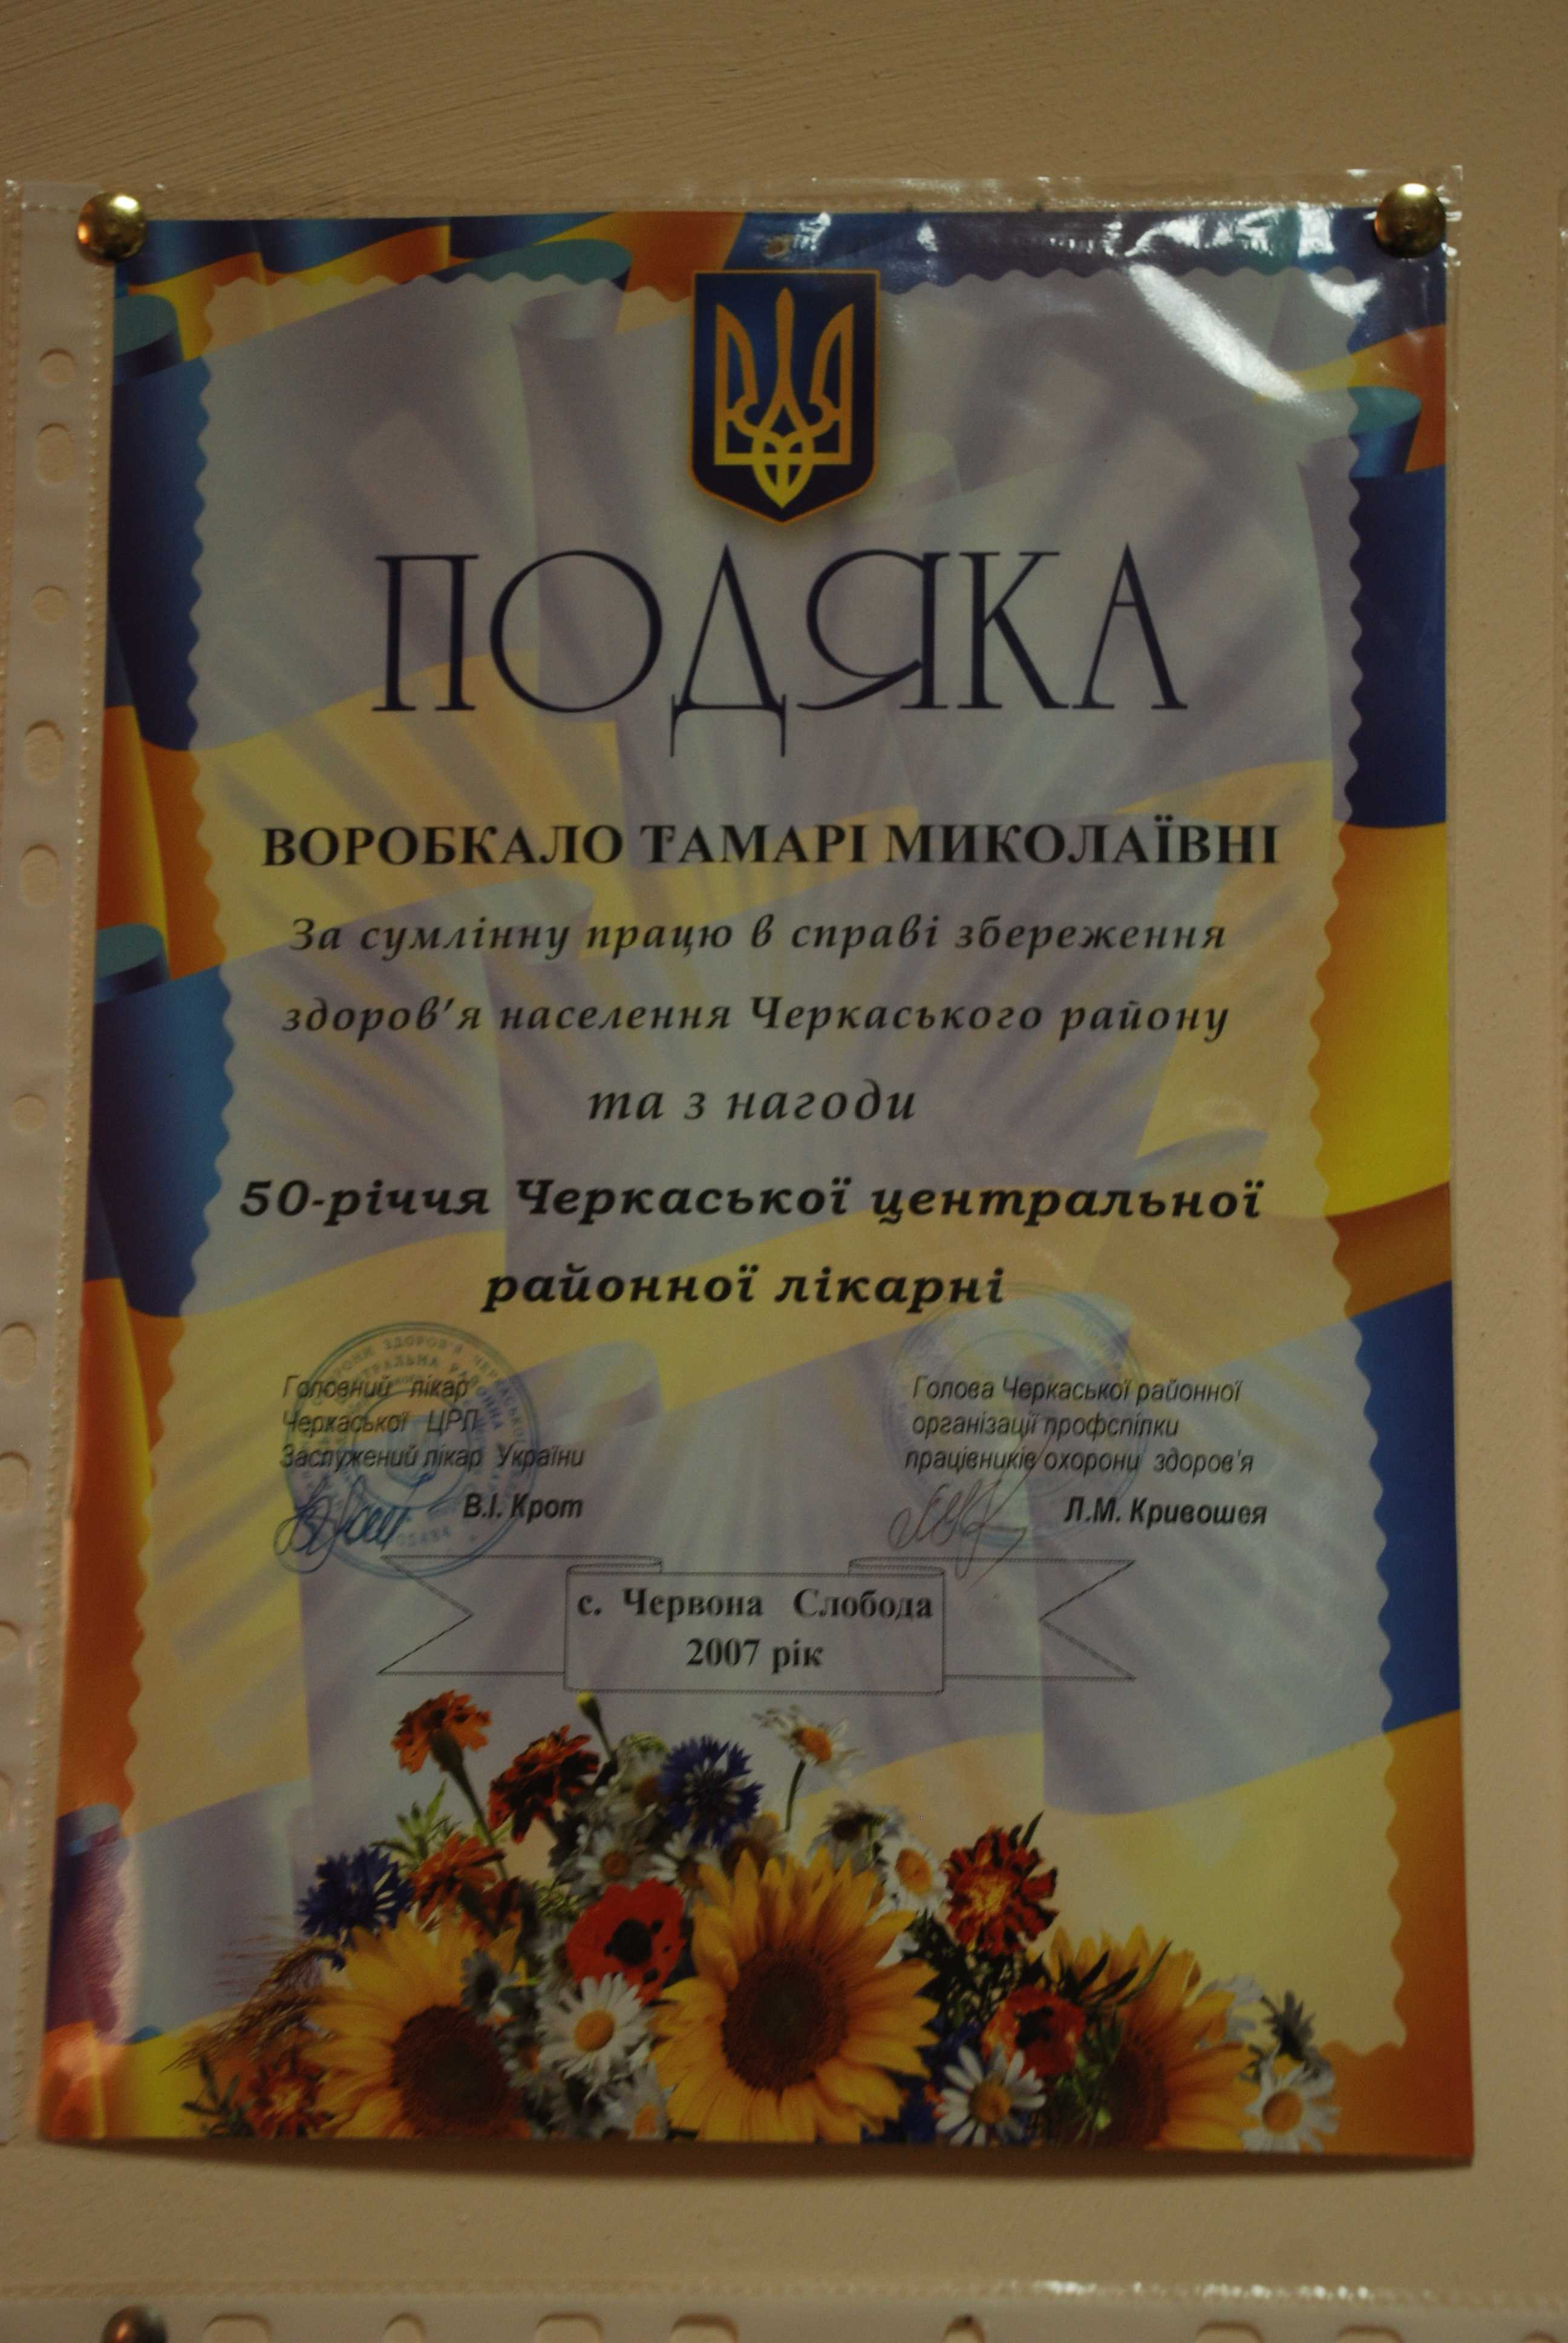 ПОДЯКА
ВОРОБКАЛО ТАМАРІ МИКОЛАЇВНІ
За сумлінну працю в справі збереження
здоров'я населення Черкаського району
та з нагоди
50-річчя Черкаської центральної
районної лікарні
Головний лікар
Черкаської ЦРЛ
Заслужений лікар України
В.І. Крот
Голова Черкаської районної
організації профспілки
працівників охорони здоров'я
Л.М. Кривошея
с. Червона Слобода
2007 рік